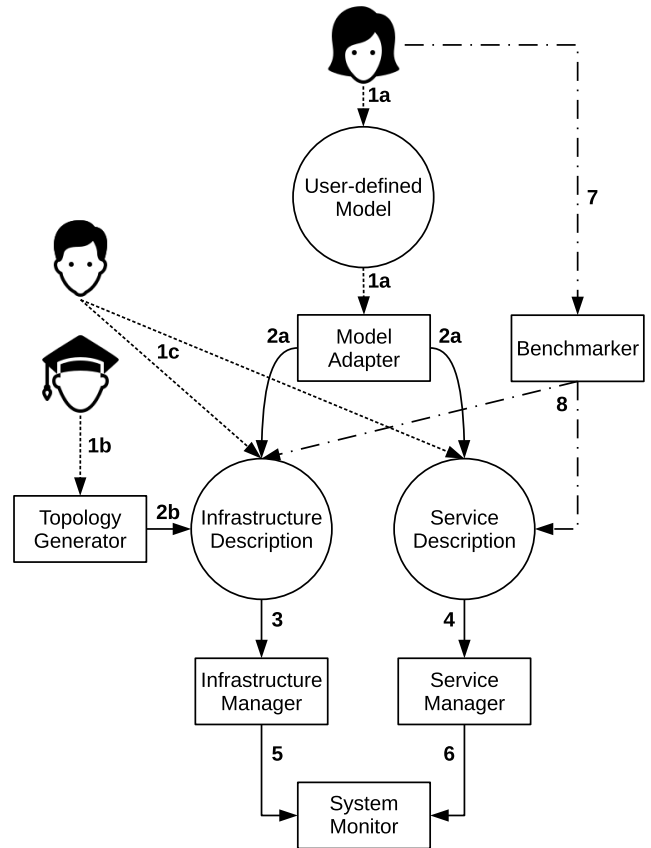 1a
User-defined
Model
7
1a
2a
Model
Adapter
2a
Benchmarker
1c
8
1b
Topology
Generator
2b
Infrastructure
Description
Service
Description
3
4
Infrastructure
Manager
Service
Manager
5
6
System
Monitor